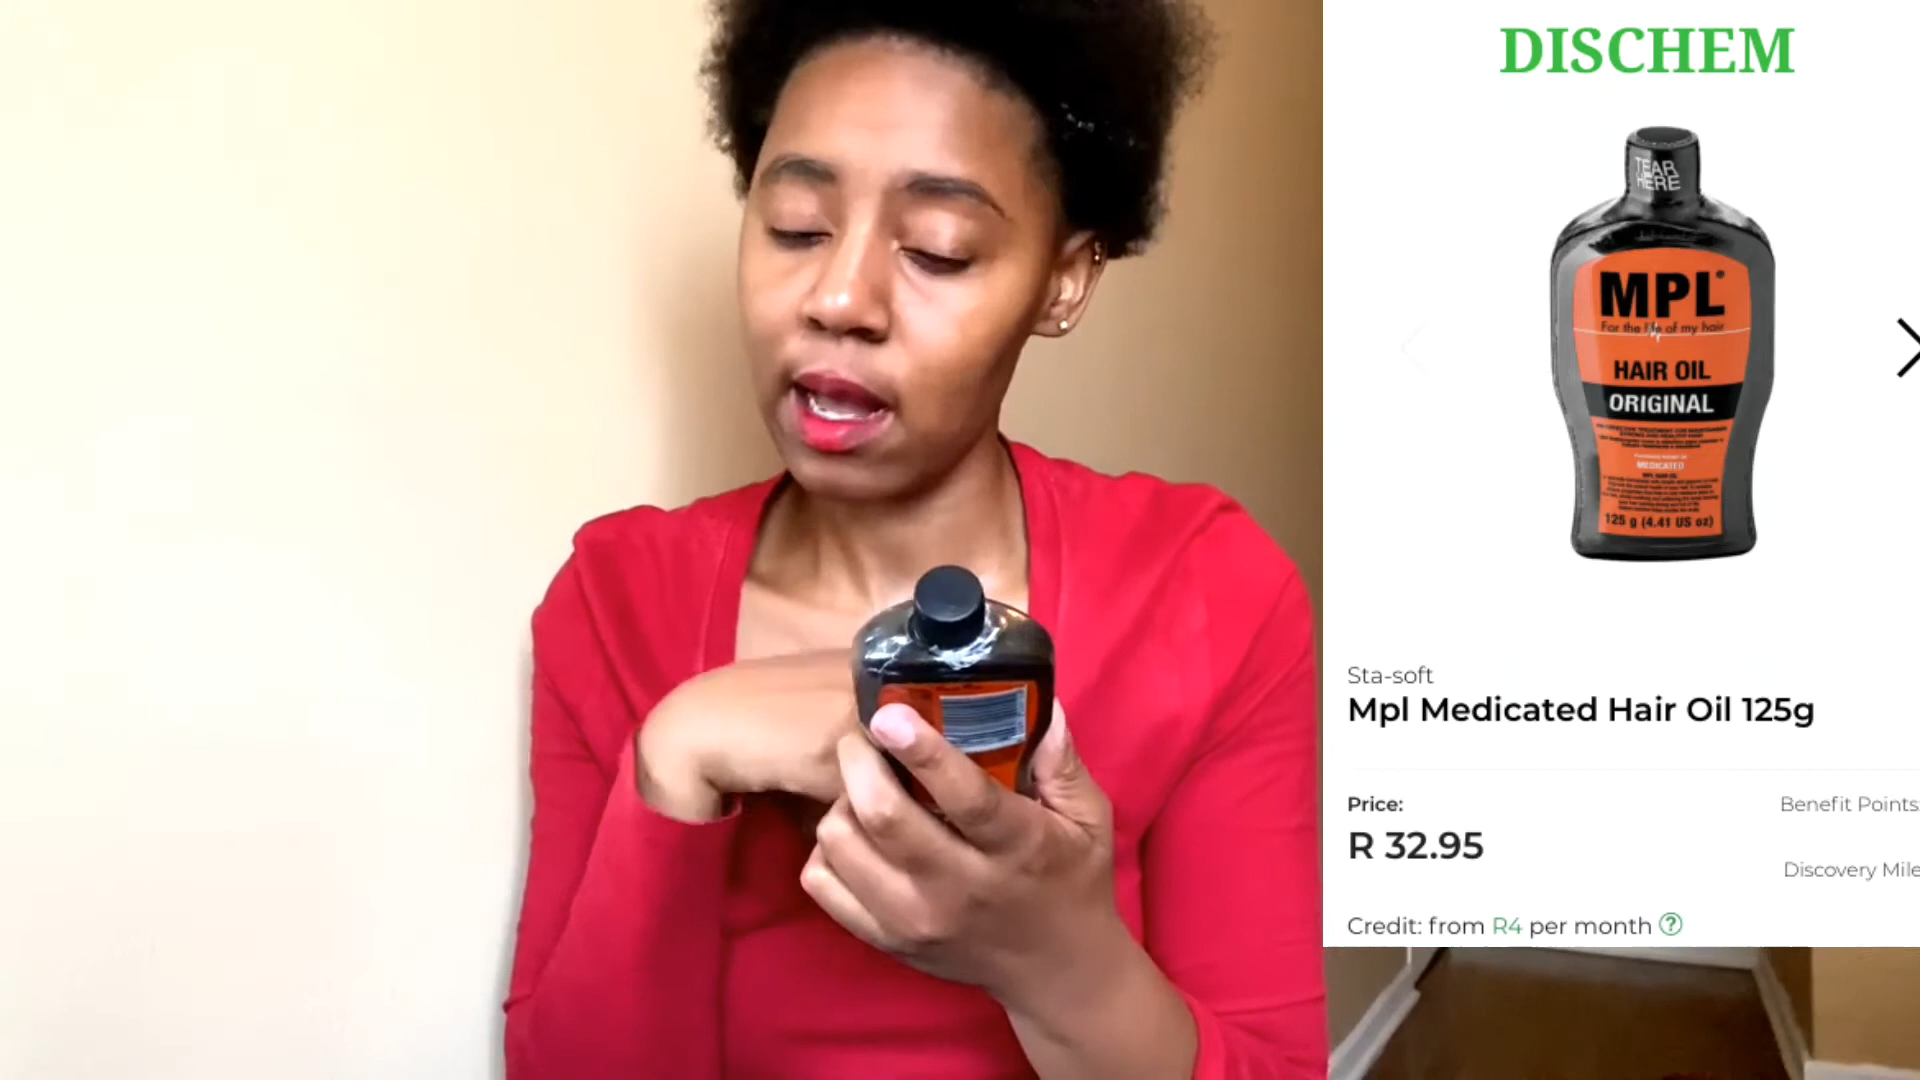 DISCHEM
TEAR
HERE
MPL®
For the life of my hair
HAIR OIL
ORIGINAL
MEDICATED
125 g (4.41 US oz)
Sta-soft
Mpl Medicated Hair Oil 125g
Price:
Benefit Points:
R 32.95
Discovery Mile
Credit: from R4 per month ?